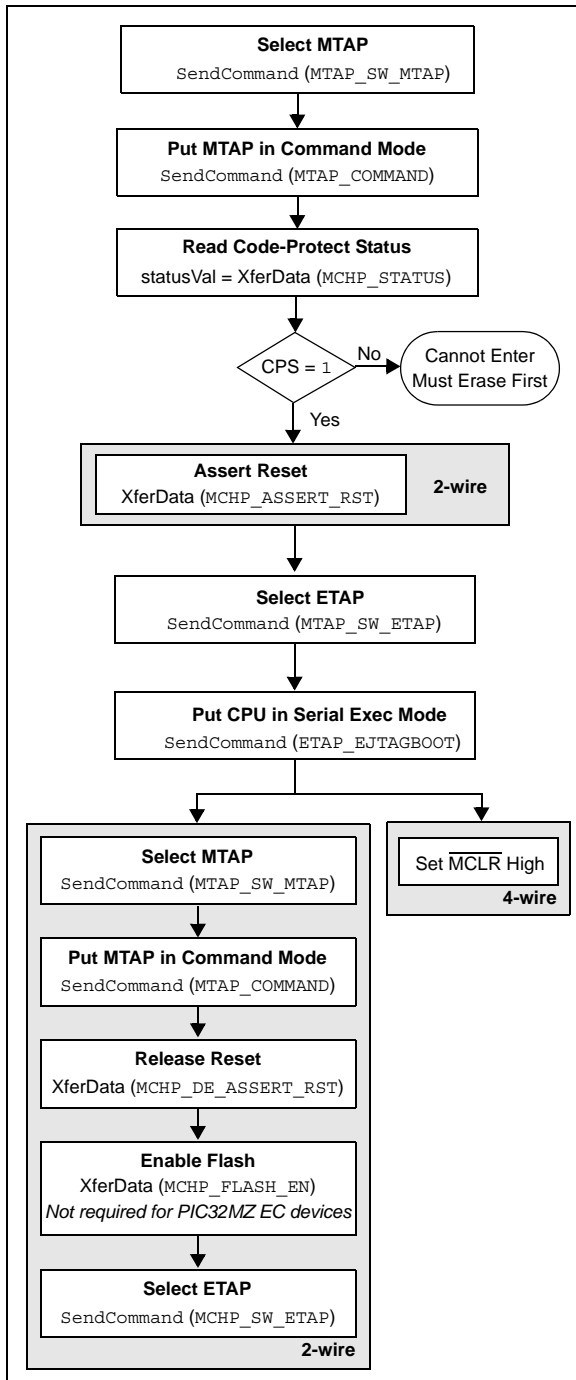 Select MTAP
SendCommand (MTAP_SW_MTAP)
Put MTAP in Command Mode
SendCommand (MTAP_COMMAND)
Read Code-Protect Status
statusVal = XferData (MCHP_STATUS)
CPS = 1
No
Cannot Enter
Must Erase First
Yes
Assert Reset
XferData (MCHP_ASSERT_RST)
2-wire
Select ETAP
SendCommand (MTAP_SW_ETAP)
Put CPU in Serial Exec Mode
SendCommand (ETAP_EJTAGBOOT)
Select MTAP
SendCommand (MTAP_SW_MTAP)
Put MTAP in Command Mode
SendCommand (MTAP_COMMAND)
Release Reset
XferData (MCHP_DE_ASSERT_RST)
Enable Flash
XferData (MCHP_FLASH_EN)
Not required for PIC32MZ EC devices
Select ETAP
SendCommand (MCHP_SW_ETAP)
2-wire
Set MCLR High
4-wire